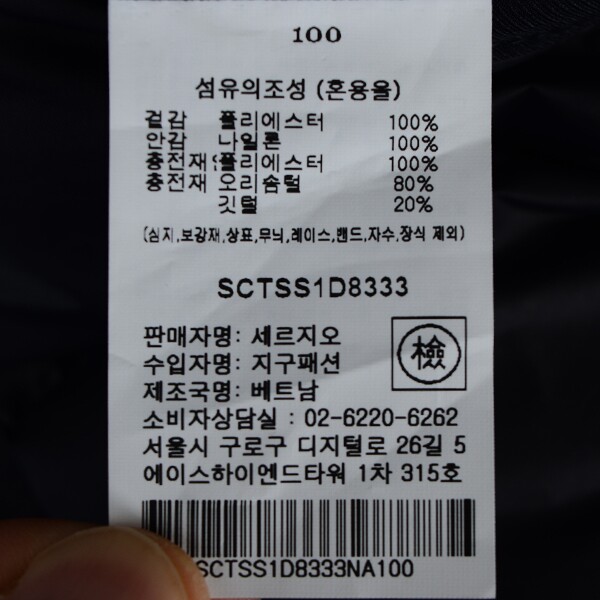 100
섬유의조성 (혼용율)
겉감 폴리에스터 100%
안감 나일론 100%
충전재 폴리에스터 100%
충전재 오리솜털 80%
깃털 20%
(심지,보강재,상표,무늬,레이스,밴드,자수,장식 제외)
SCTSS1D8333
판매자명: 세르지오
수입자명: 지구패션
제조국명: 베트남
檢
소비자상담실 : 02-6220-6262
서울시 구로구 디지털로 26길 5
에이스하이엔드타워 1차 315호
SCTSS1D8333NA100